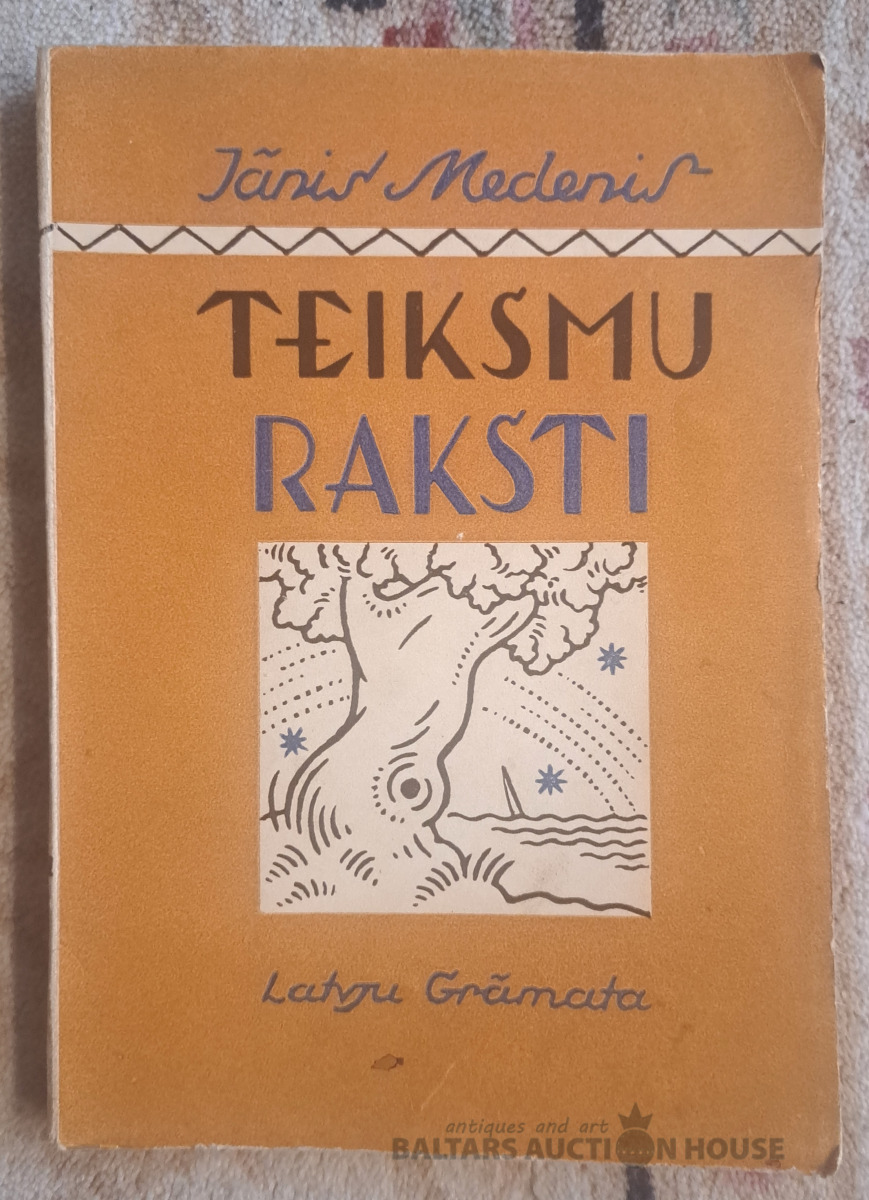 Jānis Medenis
TEIKSMU
RAKSTI
Latvju Grāmata
antiques and art
BALTARS AUCTION HOUSE